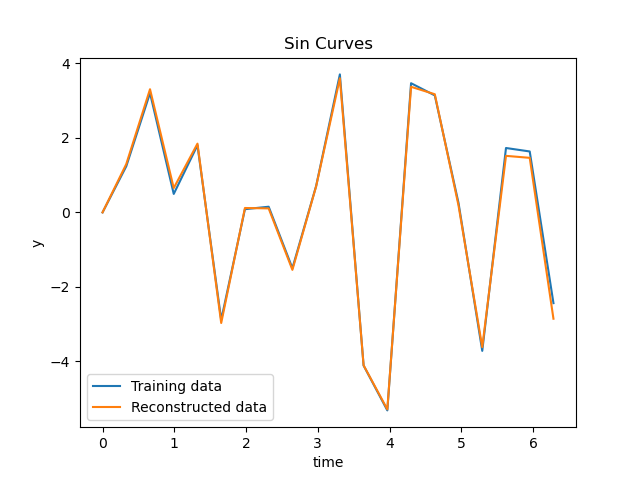 Sin Curves
4
2
0
−2
−4
y
Training data
Reconstructed data
0 1 2 3 4 5 6
time